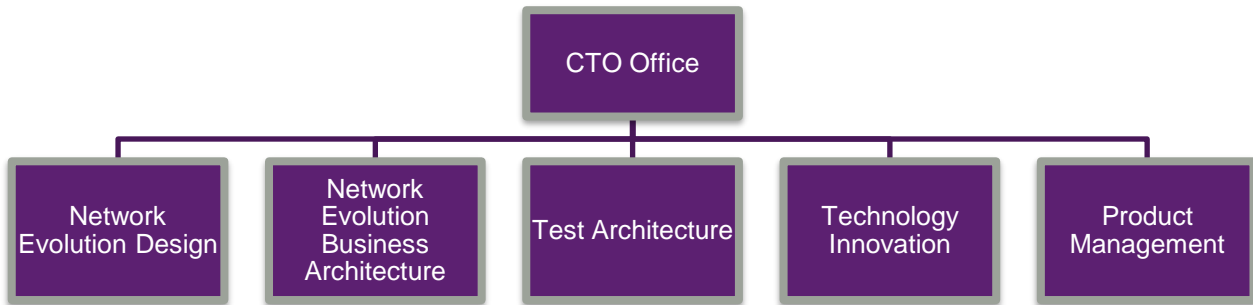 CTO Office
Network
Evolution Design
Network
Evolution
Business
Architecture
Test Architecture
Technology
Innovation
Product
Management